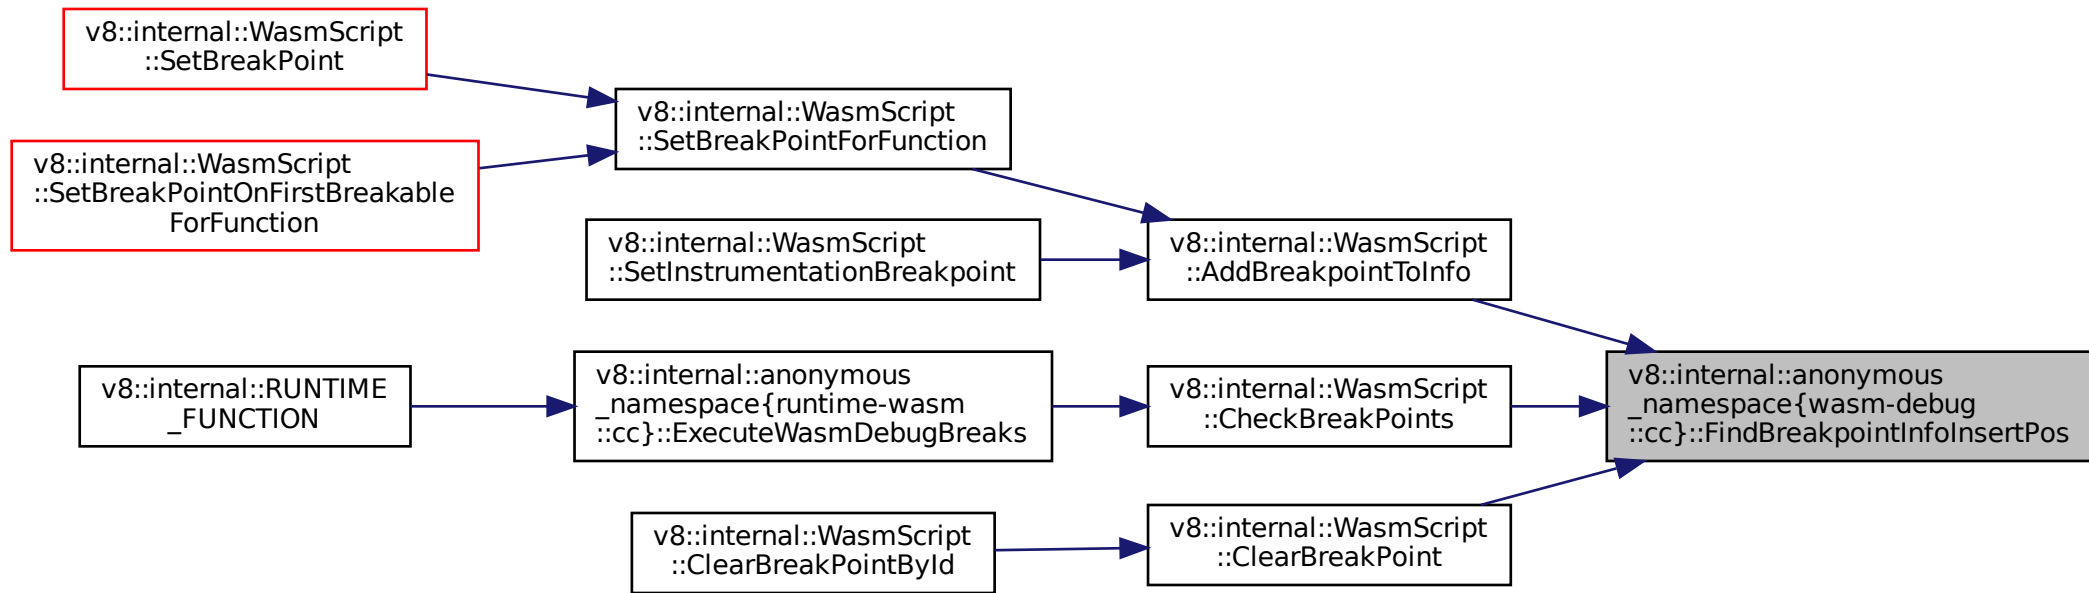 v8::internal::WasmScript
::SetBreakPoint
v8::internal::WasmScript
::SetBreakPointOnFirstBreakable
ForFunction
v8::internal::WasmScript
::SetBreakPointForFunction
v8::internal::WasmScript
::SetInstrumentationBreakpoint
v8::internal::WasmScript
::AddBreakpointToInfo
v8::internal::RUNTIME
_FUNCTION
v8::internal::anonymous
_namespace{runtime-wasm
::cc}::ExecuteWasmDebugBreaks
v8::internal::WasmScript
::CheckBreakPoints
v8::internal::anonymous
_namespace{wasm-debug
::cc}::FindBreakpointInfoInsertPos
v8::internal::WasmScript
::ClearBreakPointById
v8::internal::WasmScript
::ClearBreakPoint